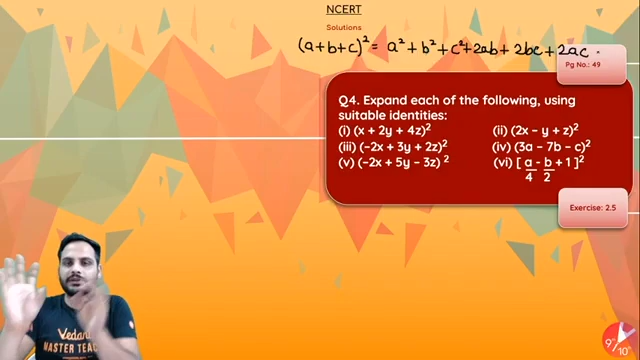 NCERT
Solutions
(a+b+c)² = a² + b² + c² + 2ab + 2bc + 2ac
Pg No.: 49
Q4. Expand each of the following, using
suitable identities:
(i) (x + 2y + 4z)² (ii) (2x – y + z)²
(iii) (–2x + 3y + 2z)² (iv) (3a – 7b – c)²
(v) (–2x + 5y – 3z) ² (vi) [ a/4 - b/2 + 1 ]²
Exercise: 2.5
MASTER
9th 10th